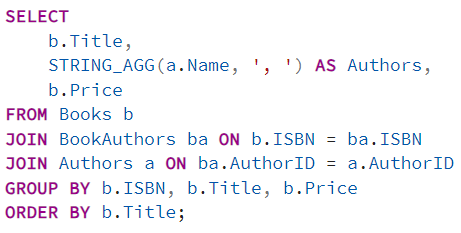 SELECT
    b.Title,
    STRING_AGG(a.Name, ', ') AS Authors,
    b.Price
FROM Books b
JOIN BookAuthors ba ON b.ISBN = ba.ISBN
JOIN Authors a ON ba.AuthorID = a.AuthorID
GROUP BY b.ISBN, b.Title, b.Price
ORDER BY b.Title;